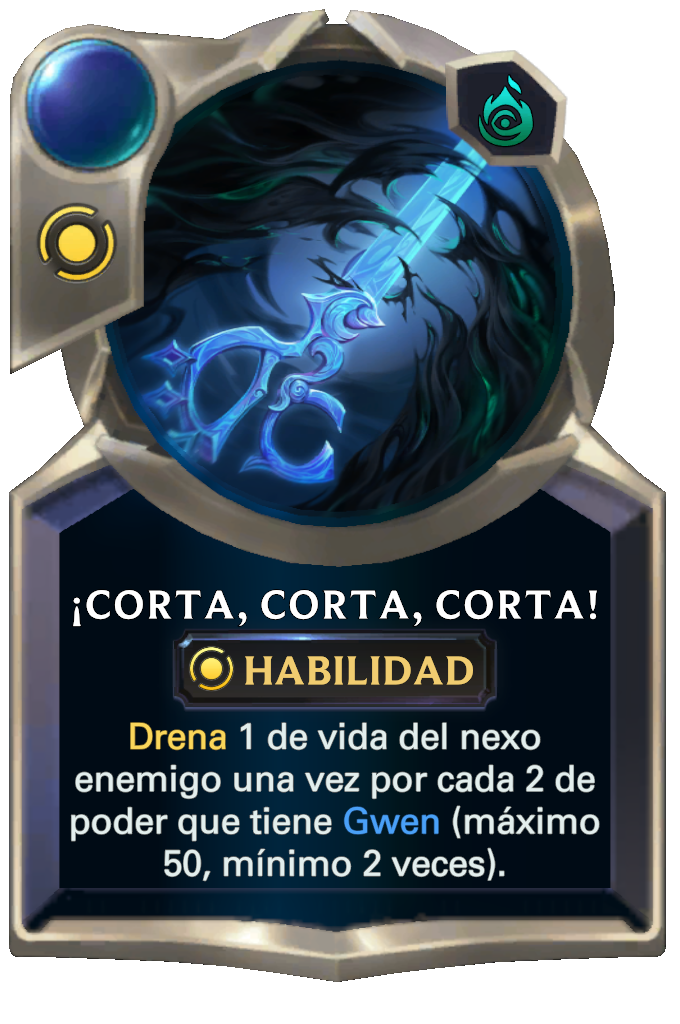 ¡CORTA, CORTA, CORTA!
HABILIDAD
Drena 1 de vida del nexo
enemigo una vez por cada 2 de
poder que tiene Gwen (máximo
50, mínimo 2 veces).